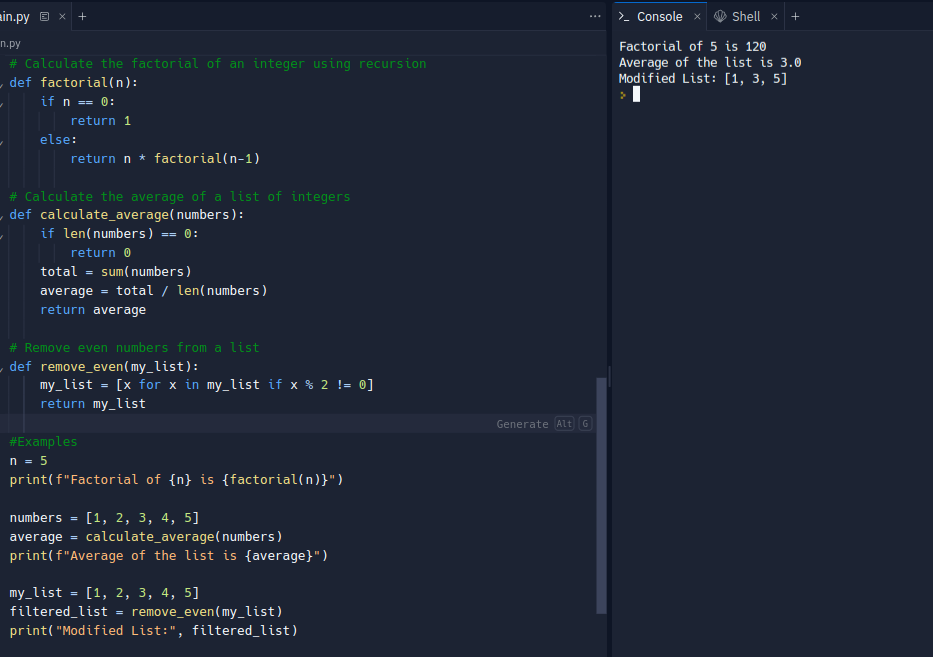 ain.py
Console
Shell
n.py
# Calculate the factorial of an integer using recursion
def factorial(n):
    if n == 0:
        return 1
    else:
        return n * factorial(n-1)
# Calculate the average of a list of integers
def calculate_average(numbers):
    if len(numbers) == 0:
        return 0
    total = sum(numbers)
    average = total / len(numbers)
    return average
# Remove even numbers from a list
def remove_even(my_list):
    my_list = [x for x in my_list if x % 2 != 0]
    return my_list
Generate Alt G
#Examples
n = 5
print(f"Factorial of {n} is {factorial(n)}")
numbers = [1, 2, 3, 4, 5]
average = calculate_average(numbers)
print(f"Average of the list is {average}")
my_list = [1, 2, 3, 4, 5]
filtered_list = remove_even(my_list)
print("Modified List:", filtered_list)
Factorial of 5 is 120
Average of the list is 3.0
Modified List: [1, 3, 5]